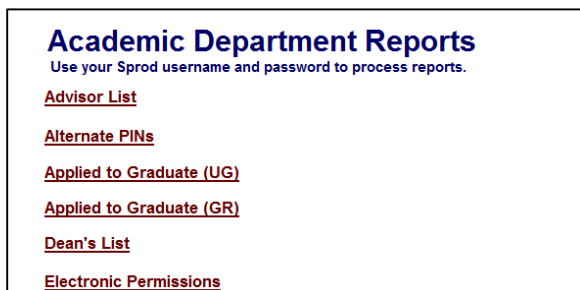 Academic Department Reports
Use your Sprod username and password to process reports.
Advisor List
Alternate PINs
Applied to Graduate (UG)
Applied to Graduate (GR)
Dean's List
Electronic Permissions